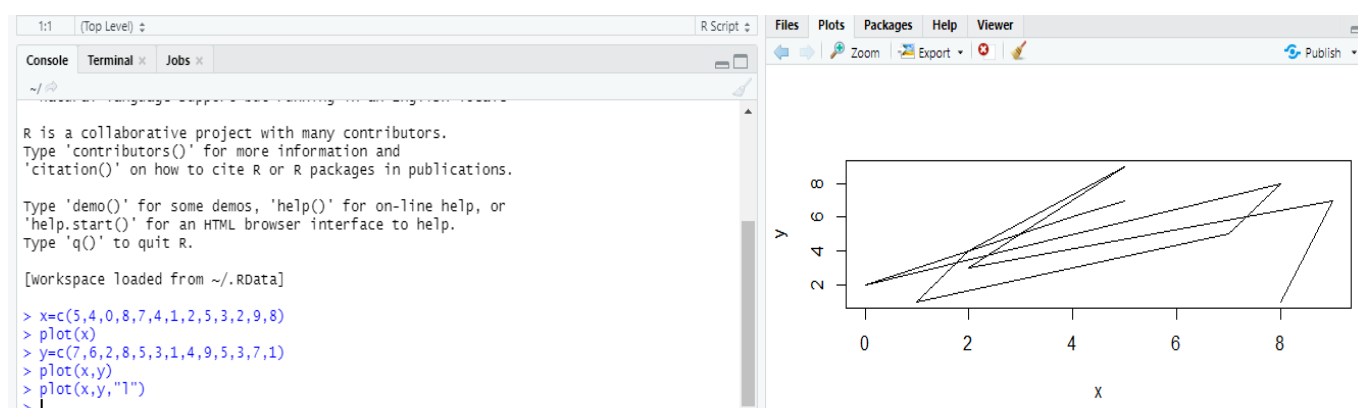 1:1 (Top Level) R Script
Console Terminal × Jobs ×
~/
R is a collaborative project with many contributors.
Type 'contributors()' for more information and
'citation()' on how to cite R or R packages in publications.
Type 'demo()' for some demos, 'help()' for on-line help, or
'help.start()' for an HTML browser interface to help.
Type 'q()' to quit R.
[Workspace loaded from ~/.RData]
> x=c(5,4,0,8,7,4,1,2,5,3,2,9,8)
> plot(x)
> y=c(7,6,2,8,5,3,1,4,9,5,3,7,1)
> plot(x,y)
> plot(x,y,"l")
>
Files Plots Packages Help Viewer
Zoom Export Publish
8
6
4
2
y
0 2 4 6 8
x